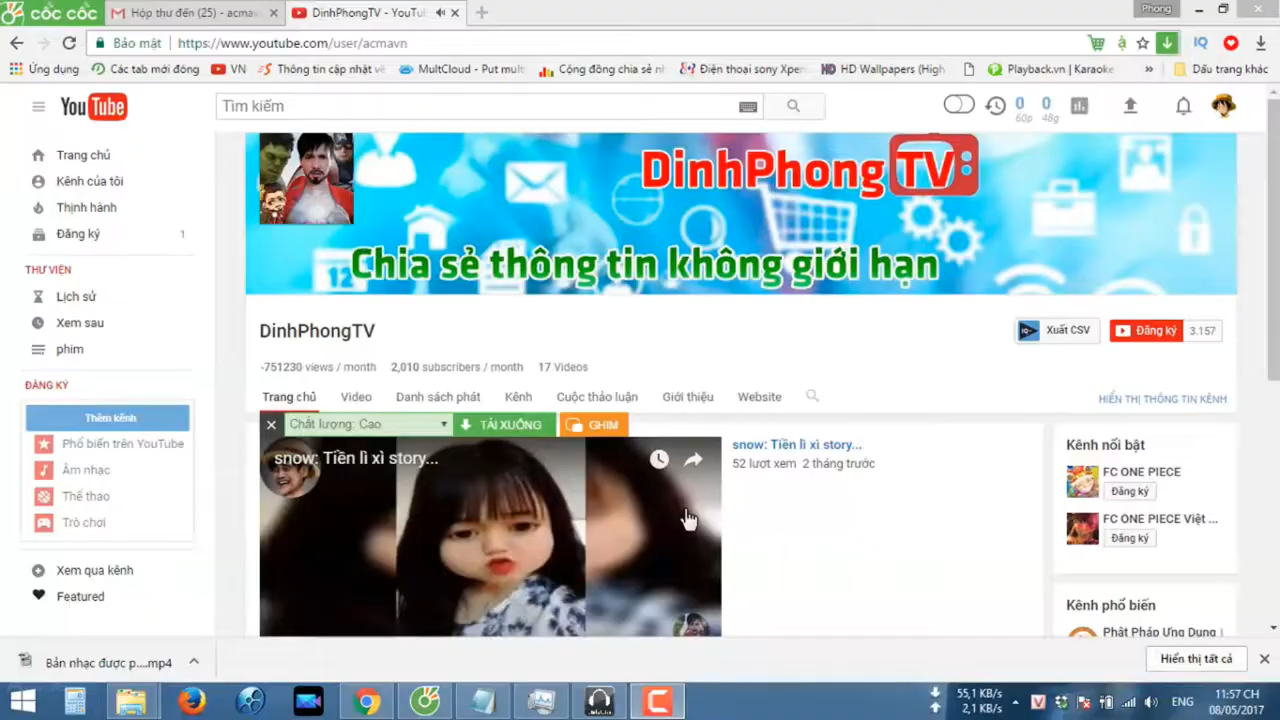 cốc cốc
Hộp thư đến (25) - acma
DinhPhongTV - YouTu
Phong
Bảo mật
https://www.youtube.com/user/acmavn
IQ
Ứng dụng
Các tab mới đóng
VN
Thông tin cập nhật v
MultCloud - Put mult
Cộng đồng chia sẻ
Điện thoại sony Xper
HD Wallpapers (High
Playback.vn | Karaoke
»
Dấu trang khác
YouTube
Tìm kiếm
0
60p
0
48g
Trang chủ
Kênh của tôi
Thịnh hành
Đăng ký
1
THƯ VIỆN
Lịch sử
Xem sau
phim
ĐĂNG KÝ
Thêm kênh
Phổ biến trên YouTube
Âm nhạc
Thể thao
Trò chơi
Xem qua kênh
Featured
DinhPhongTV
Chia sẻ thông tin không giới hạn
12
DinhPhongTV
Xuất CSV
Đăng ký
3.157
-751230 views / month
2,010 subscribers / month
17 Videos
Trang chủ
Video
Danh sách phát
Kênh
Cuộc thảo luận
Giới thiệu
Website
HIỂN THỊ THÔNG TIN KÊNH
Chất lượng: Cao
TẢI XUỐNG
GHIM
snow: Tiền lì xì story...
snow: Tiền lì xì story...
52 lượt xem 2 tháng trước
Kênh nổi bật
FC ONE PIECE
Đăng ký
FC ONE PIECE Việt ...
Đăng ký
Kênh phổ biến
Phật Pháp Ứng Dụng
Bản nhạc được p....mp4
Hiển thị tất cả
55,1 KB/s
2,1 KB/s
ENG
11:57 CH
08/05/2017